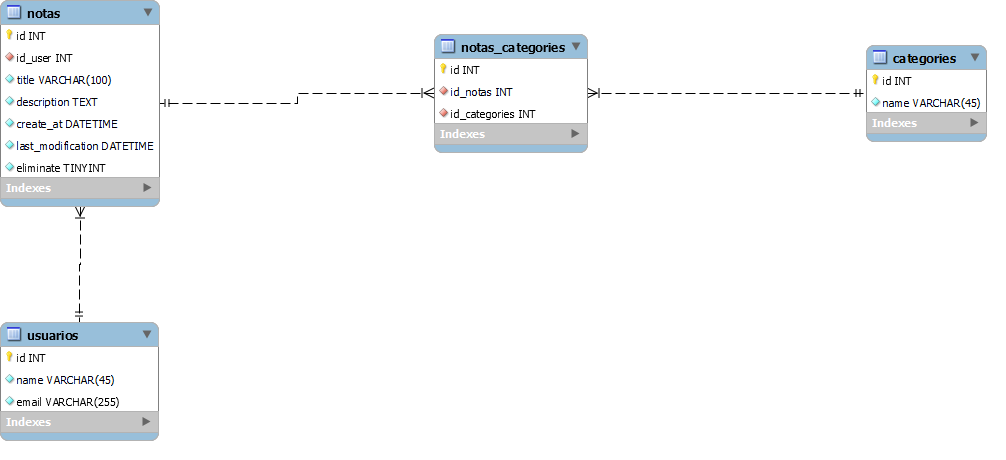 notas
id INT
id_user INT
title VARCHAR(100)
description TEXT
create_at DATETIME
last_modification DATETIME
eliminate TINYINT
Indexes
notas_categories
id INT
id_notas INT
id_categories INT
Indexes
categories
id INT
name VARCHAR(45)
Indexes
usuarios
id INT
name VARCHAR(45)
email VARCHAR(255)
Indexes